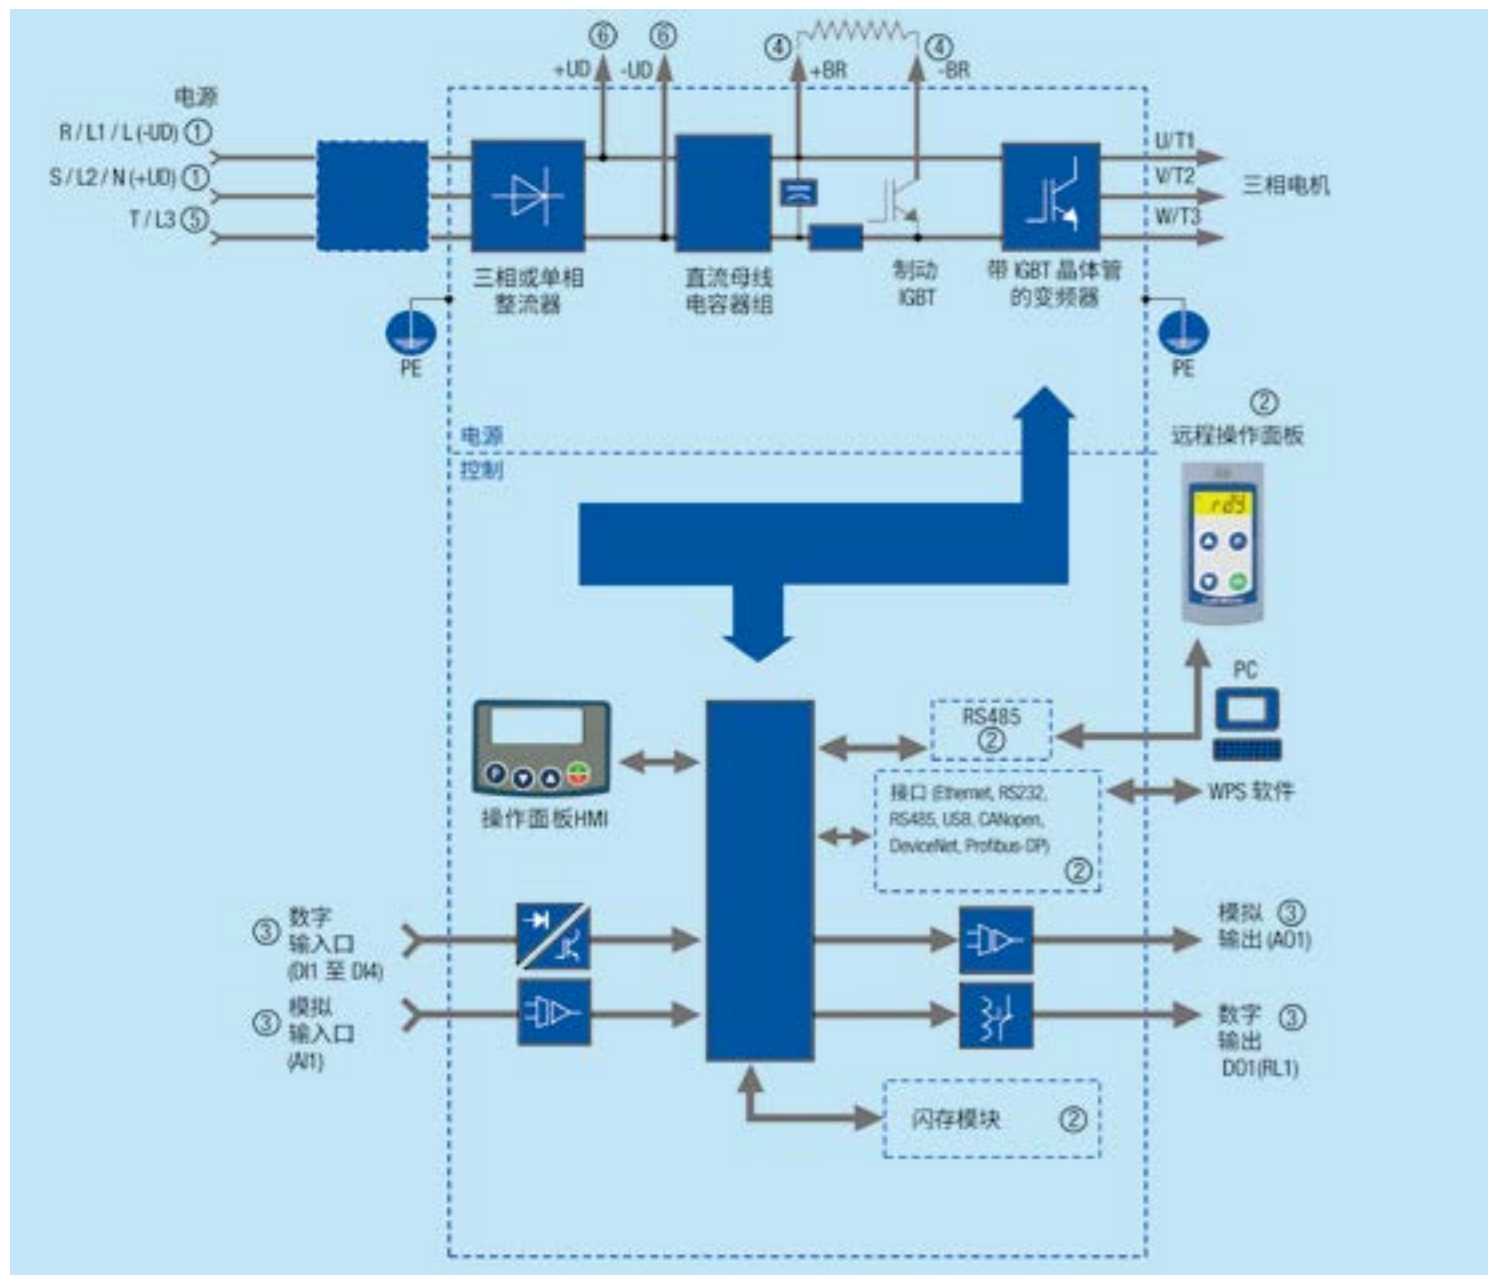 ⑥ ⑥ ④ ④
+UD -UD +BR -BR
电源
R/L1/L(-UD)①
S/L2/N(+UD)①
T/L3⑤
U/T1
V/T2
W/T3
三相电机
三相或单相
整流器
直流母线
电容器组
制动
IGBT
带 IGBT 晶体管
的变频器
PE
PE
电源
控制
②
远程操作面板
rdy
P
PC
RS485
②
WPS 软件
P
操作面板HMI
接口 (Ethernet, RS232,
RS485, USB, CANopen,
DeviceNet, Profibus-DP)
②
③ 数字
输入口
(DI1 至 DI4)
③ 模拟
输入口
(AI1)
模拟 ③
输出 (AO1)
数字 ③
输出
DO1(RL1)
闪存模块 ②